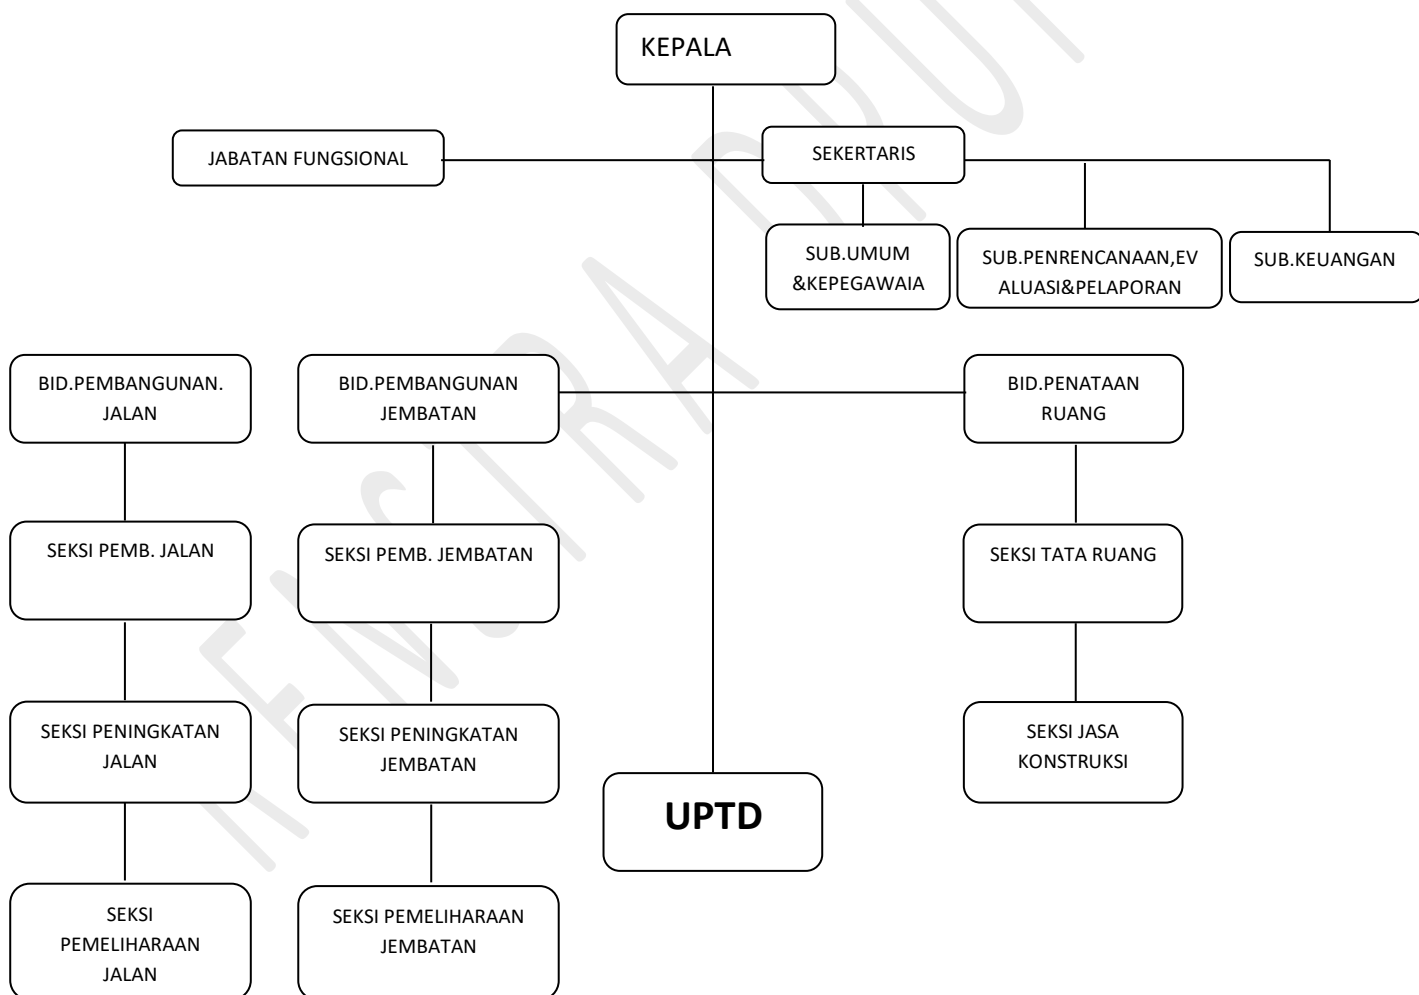 KEPALA
JABATAN FUNGSIONAL
SEKERTARIS
SUB.UMUM
&KEPEGAWAIA
SUB.PENRENCANAAN,EV
ALUASI&PELAPORAN
SUB.KEUANGAN
BID.PEMBANGUNAN.
JALAN
BID.PEMBANGUNAN
JEMBATAN
BID.PENATAAN
RUANG
SEKSI PEMB. JALAN
SEKSI PEMB. JEMBATAN
SEKSI TATA RUANG
SEKSI PENINGKATAN
JALAN
SEKSI PENINGKATAN
JEMBATAN
SEKSI JASA
KONSTRUKSI
UPTD
SEKSI
PEMELIHARAAN
JALAN
SEKSI PEMELIHARAAN
JEMBATAN